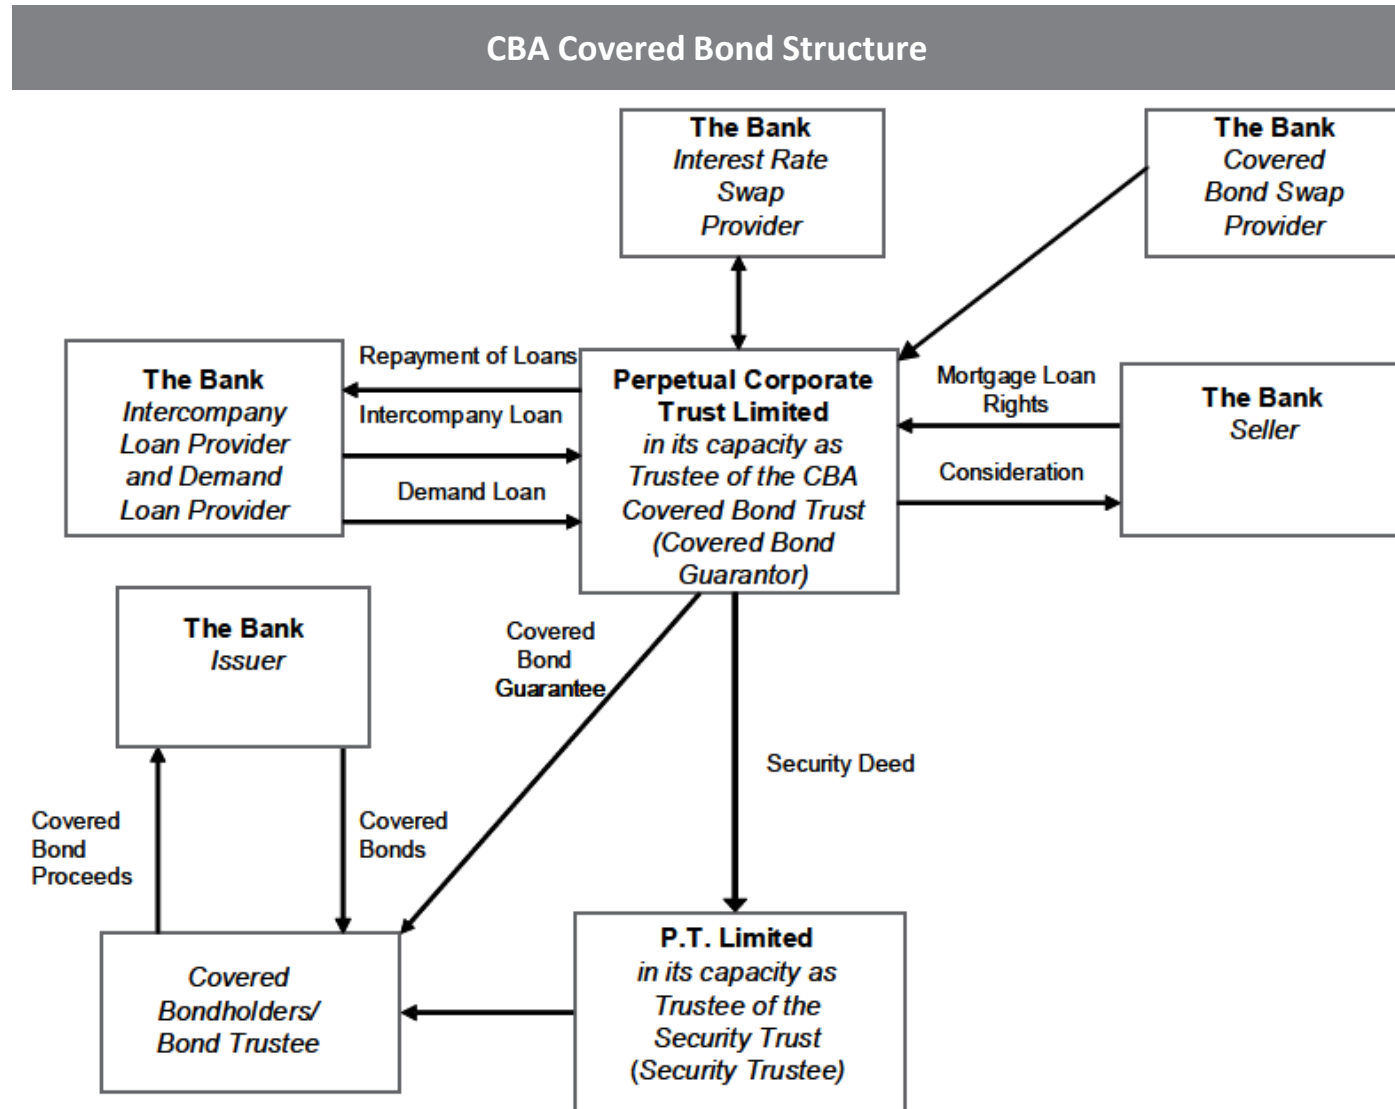 CBA Covered Bond Structure
The Bank
Interest Rate
Swap
Provider
The Bank
Covered
Bond Swap
Provider
The Bank
Intercompany
Loan Provider
and Demand
Loan Provider
Repayment of Loans
Intercompany Loan
Demand Loan
Perpetual Corporate
Trust Limited
in its capacity as
Trustee of the CBA
Covered Bond Trust
(Covered Bond
Guarantor)
Mortgage Loan
Rights
Consideration
The Bank
Seller
The Bank
Issuer
Covered
Bond
Guarantee
Security Deed
Covered
Bond
Proceeds
Covered
Bonds
Covered
Bondholders/
Bond Trustee
P.T. Limited
in its capacity as
Trustee of the
Security Trust
(Security Trustee)